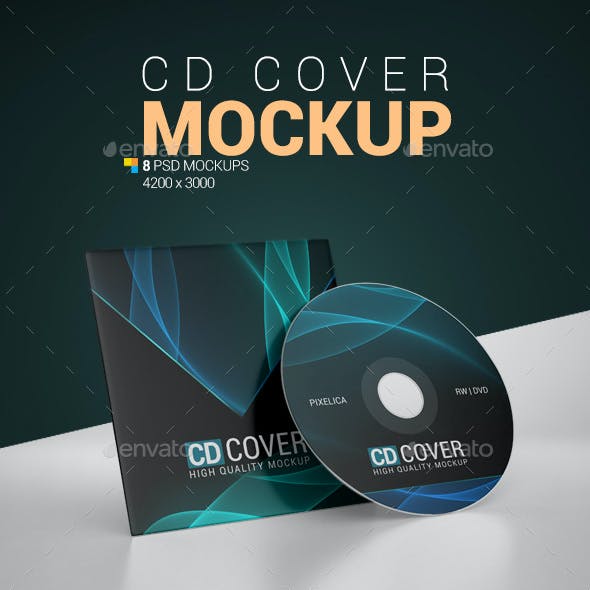 CD COVER
MOCKUP
envato envato
8 PSD MOCKUPS
4200 x 3000
PIXELICA
RW | DVD
CD COVER
HIGH QUALITY MOCKUP
CD COVER
HIGH QUALITY MOCKUP
envato envato